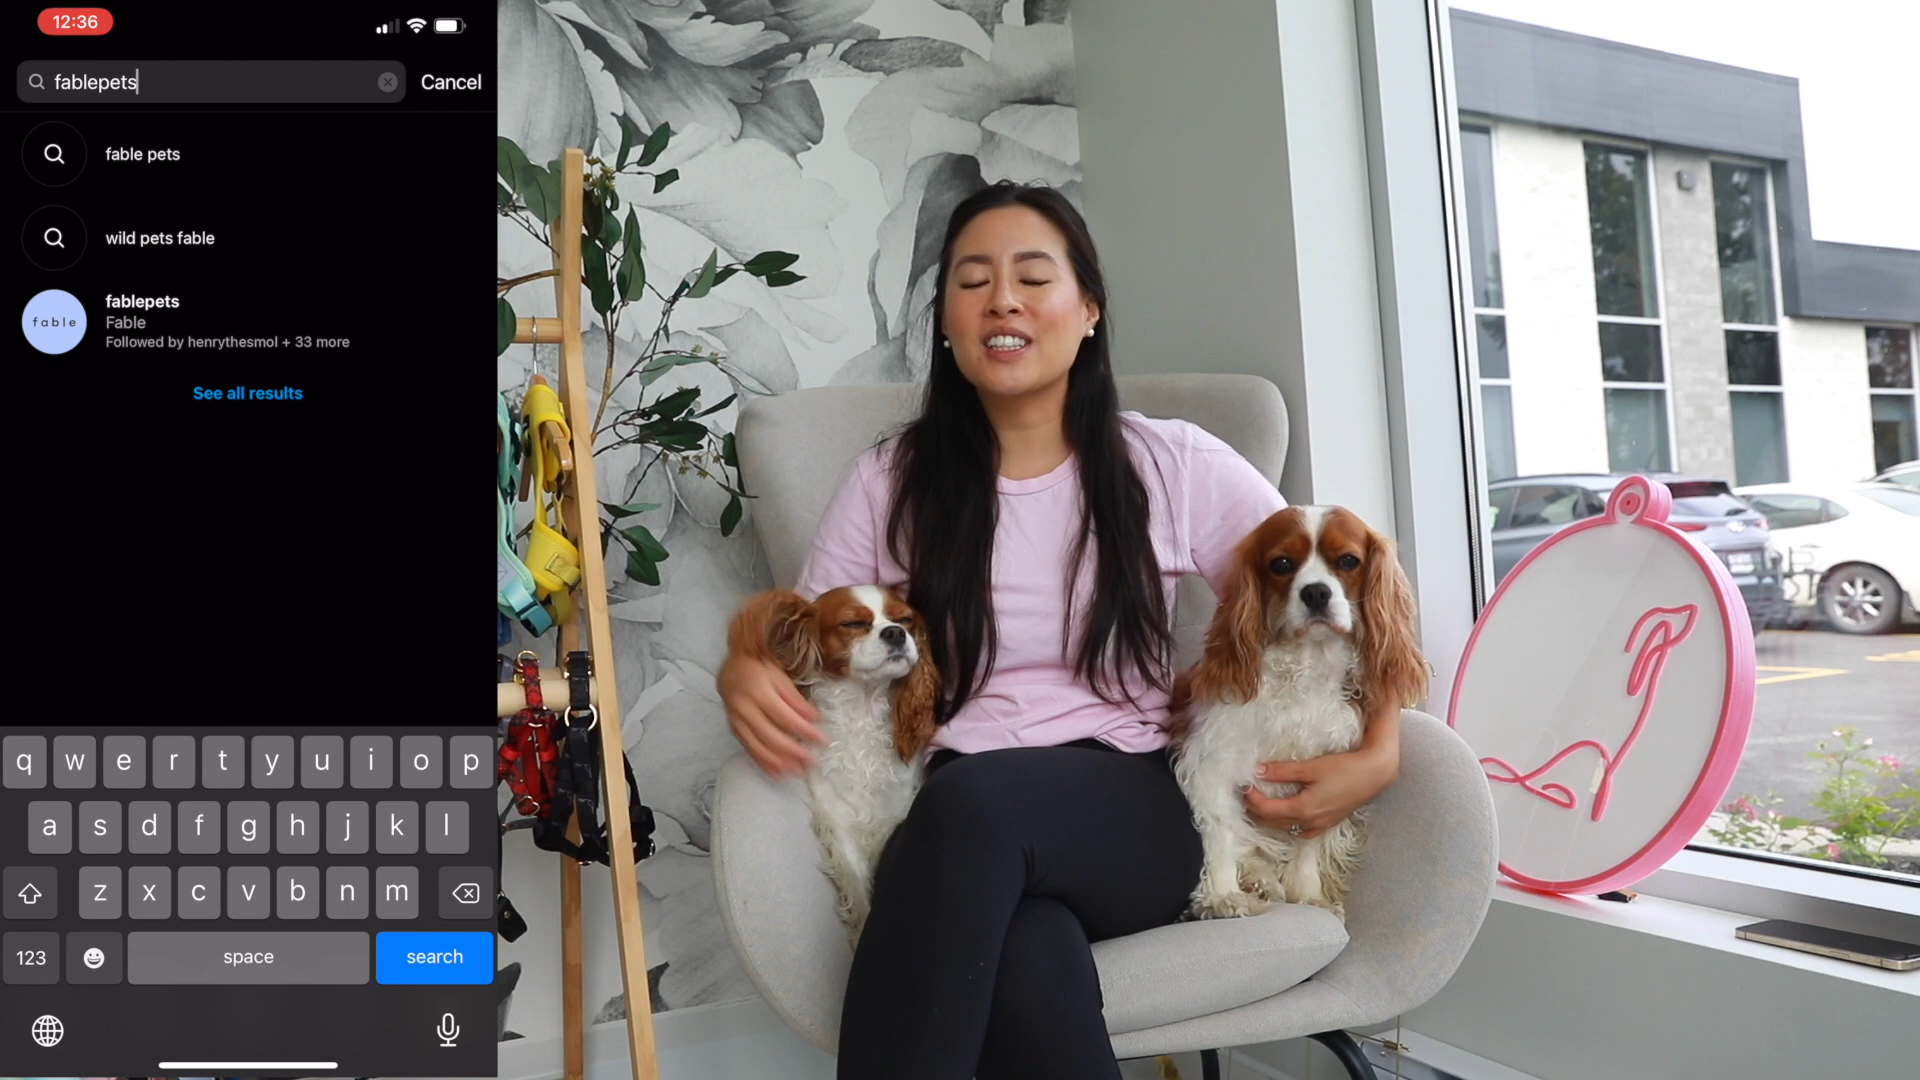 12:36
fablepets
Cancel
fable pets
wild pets fable
fable
fablepets
Fable
Followed by henrythesmol + 33 more
See all results
q w e r t y u i o p
a s d f g h j k l
z x c v b n m
123
space
search